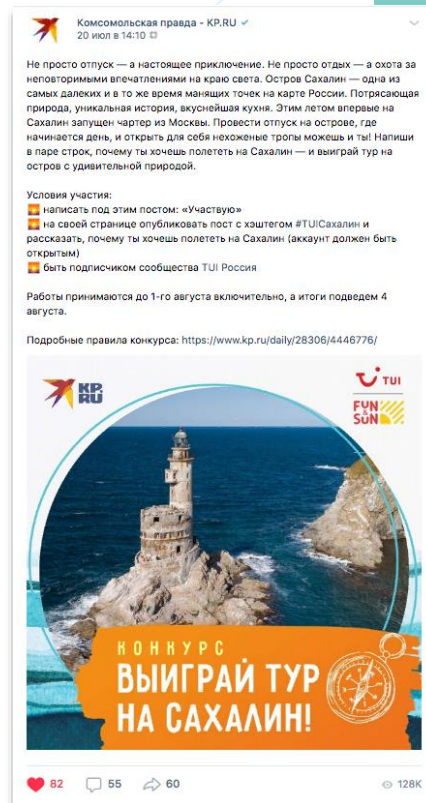 Комсомольская правда - KP.RU
20 июл в 14:10
Не просто отпуск — а настоящее приключение. Не просто отдых — а охота за
неповторимыми впечатлениями на краю света. Остров Сахалин — одна из
самых далеких и в то же время манящих точек на карте России. Потрясающая
природа, уникальная история, вкуснейшая кухня. Этим летом впервые на
Сахалин запущен чартер из Москвы. Провести отпуск на острове, где
начинается день, и открыть для себя нехоженые тропы можешь и ты! Напиши
в паре строк, почему ты хочешь полететь на Сахалин — и выиграй тур на
остров с удивительной природой.
Условия участия:
написать под этим постом: «Участвую»
на своей странице опубликовать пост с хэштегом #TUIСахалин и
рассказать, почему ты хочешь полететь на Сахалин (аккаунт должен быть
открытым)
быть подписчиком сообщества TUI Россия
Работы принимаются до 1-го августа включительно, а итоги подведем 4
августа.
Подробные правила конкурса: https://www.kp.ru/daily/28306/4446776/
KP.
RU
TUI
FUN &
SUN
КОНКУРС
ВЫИГРАЙ ТУР
НА САХАЛИН!
82 55 60 128K